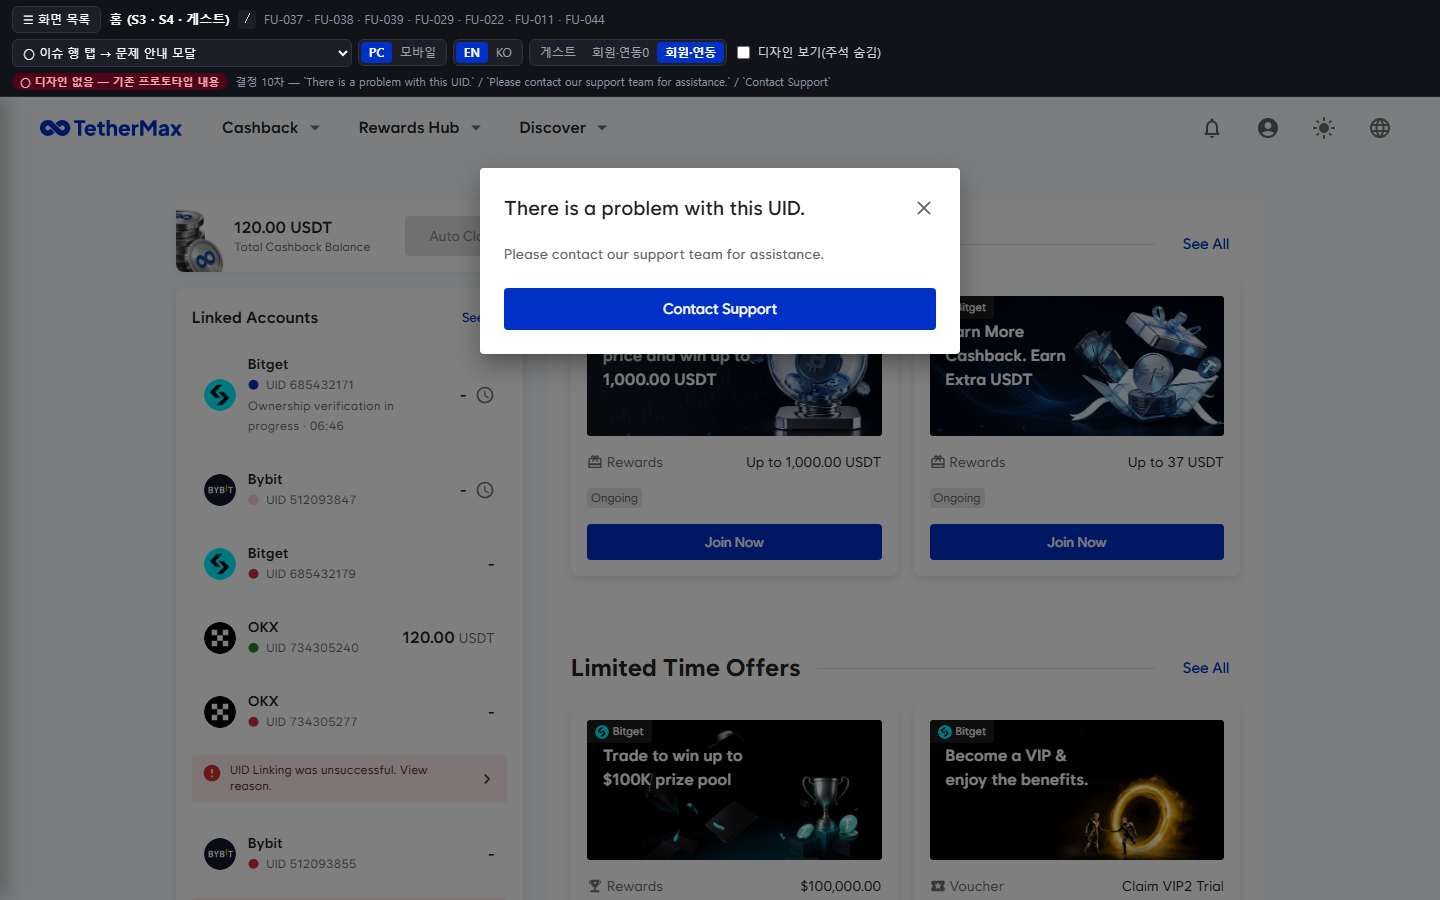 ☰ 화면 목록 홈 (S3 · S4 · 게스트) / FU-037 · FU-038 · FU-039 · FU-029 · FU-022 · FU-011 · FU-044
○ 이슈 행 탭 → 문제 안내 모달 PC 모바일 EN KO 게스트 회원·연동0 회원·연동 디자인 보기(주석 숨김)
○ 디자인 없음 — 기존 프로토타입 내용 결정 10차 — `There is a problem with this UID.` / `Please contact our support team for assistance.` / `Contact Support`
TetherMax Cashback Rewards Hub Discover
There is a problem with this UID.
Please contact our support team for assistance.
Contact Support
120.00 USDT
Total Cashback Balance
Auto Cl
See All
Linked Accounts
See
Bitget
UID 685432171
Ownership verification in
progress · 06:46
-
Bybit
UID 512093847
-
Bitget
UID 685432179
-
OKX
UID 734305240
120.00 USDT
OKX
UID 734305277
-
UID Linking was unsuccessful. View
reason.
Bybit
UID 512093855
-
price and win up to
1,000.00 USDT
Rewards Up to 1,000.00 USDT
Ongoing
Join Now
Bitget
Earn More
Cashback. Earn
Extra USDT
Rewards Up to 37 USDT
Ongoing
Join Now
Limited Time Offers
See All
Bitget
Trade to win up to
$100K prize pool
Rewards $100,000.00
Bitget
Become a VIP &
enjoy the benefits.
Voucher Claim VIP2 Trial